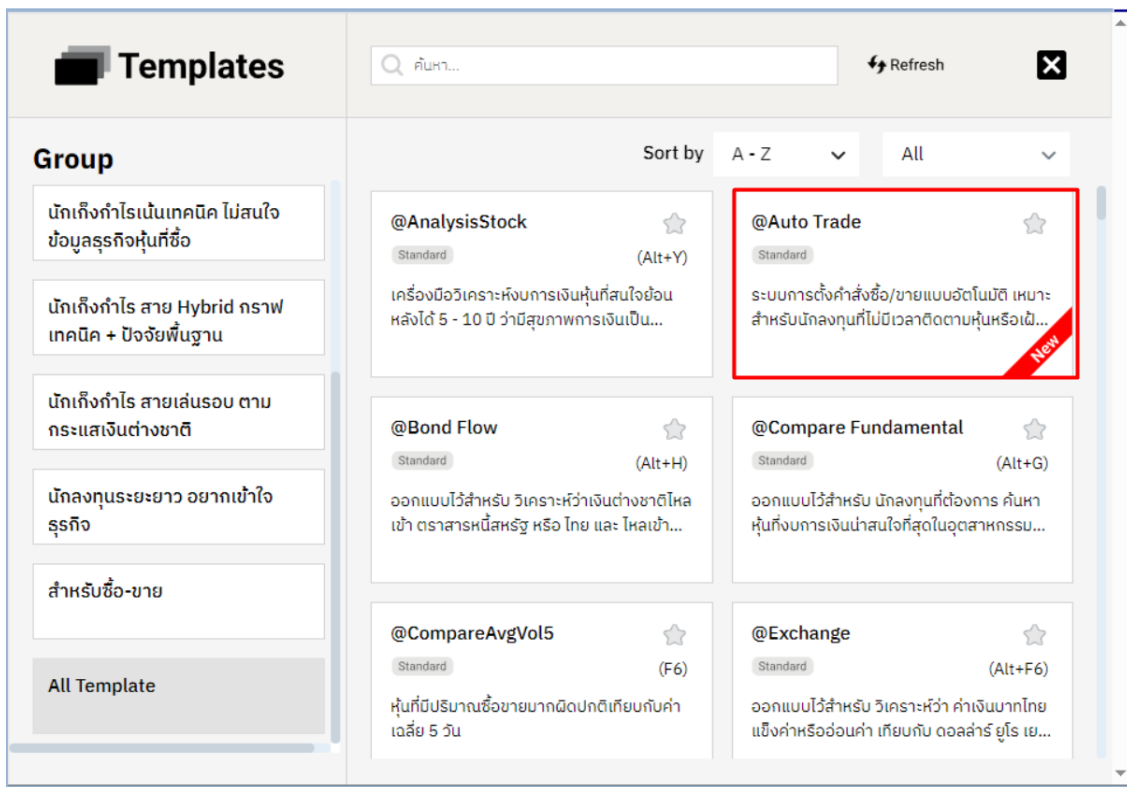 Templates
ค้นหา...
Refresh
Group
นักเก็งกำไรเน้นเทคนิค ไม่สนใจ
ข้อมูลธุรกิจหุ้นที่ซื้อ
นักเก็งกำไร สาย Hybrid กราฟ
เทคนิค + ปัจจัยพื้นฐาน
นักเก็งกำไร สายเล่นรอบ ตาม
กระแสเงินต่างชาติ
นักลงทุนระยะยาว อยากเข้าใจ
ธุรกิจ
สำหรับซื้อ-ขาย
All Template
Sort by
A - Z
All
@AnalysisStock
Standard
(Alt+Y)
เครื่องมือวิเคราะห์งบการเงินหุ้นที่สนใจย้อน
หลังได้ 5 - 10 ปี ว่ามีสุขภาพการเงินเป็น...
@Auto Trade
Standard
ระบบการตั้งคำสั่งซื้อ/ขายแบบอัตโนมัติ เหมาะ
สำหรับนักลงทุนที่ไม่มีเวลาติดตามหุ้นหรือเฝ้...
New
@Bond Flow
Standard
(Alt+H)
ออกแบบไว้สำหรับ วิเคราะห์ว่าเงินต่างชาติไหล
เข้า ตราสารหนี้สหรัฐ หรือ ไทย และ ไหลเข้า...
@Compare Fundamental
Standard
(Alt+G)
ออกแบบไว้สำหรับ นักลงทุนที่ต้องการ ค้นหา
หุ้นที่งบการเงินน่าสนใจที่สุดในอุตสาหกรรม...
@CompareAvgVol5
Standard
(F6)
หุ้นที่มีปริมาณซื้อขายมากผิดปกติเทียบกับค่า
เฉลี่ย 5 วัน
@Exchange
Standard
(Alt+F6)
ออกแบบไว้สำหรับ วิเคราะห์ว่า ค่าเงินบาทไทย
แข็งค่าหรืออ่อนค่า เทียบกับ ดอลล่าร์ ยูโร เย...